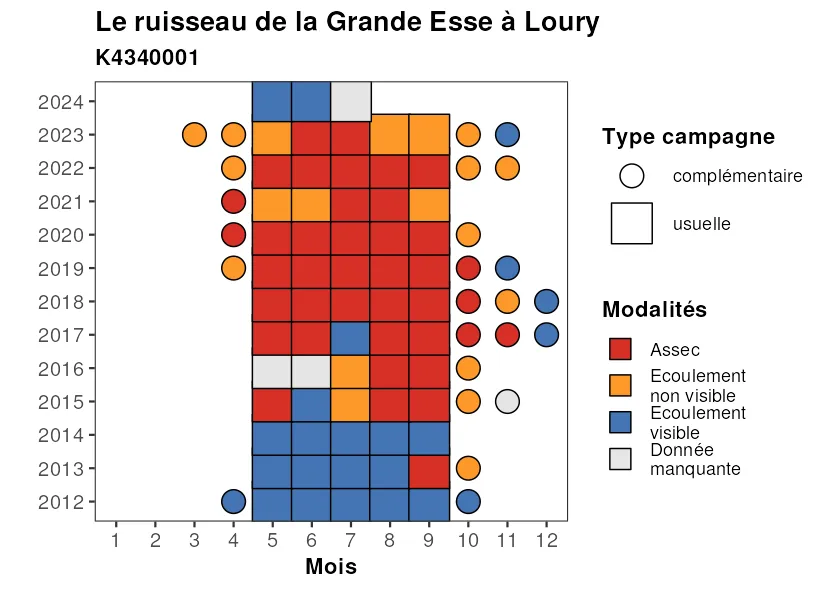 Le ruisseau de la Grande Esse à Loury
K4340001
2024
2023
2022
2021
2020
2019
2018
2017
2016
2015
2014
2013
2012
1 2 3 4 5 6 7 8 9 10 11 12
Mois
Type campagne
complémentaire
usuelle
Modalités
Assec
Ecoulement
non visible
Ecoulement
visible
Donnée
manquante